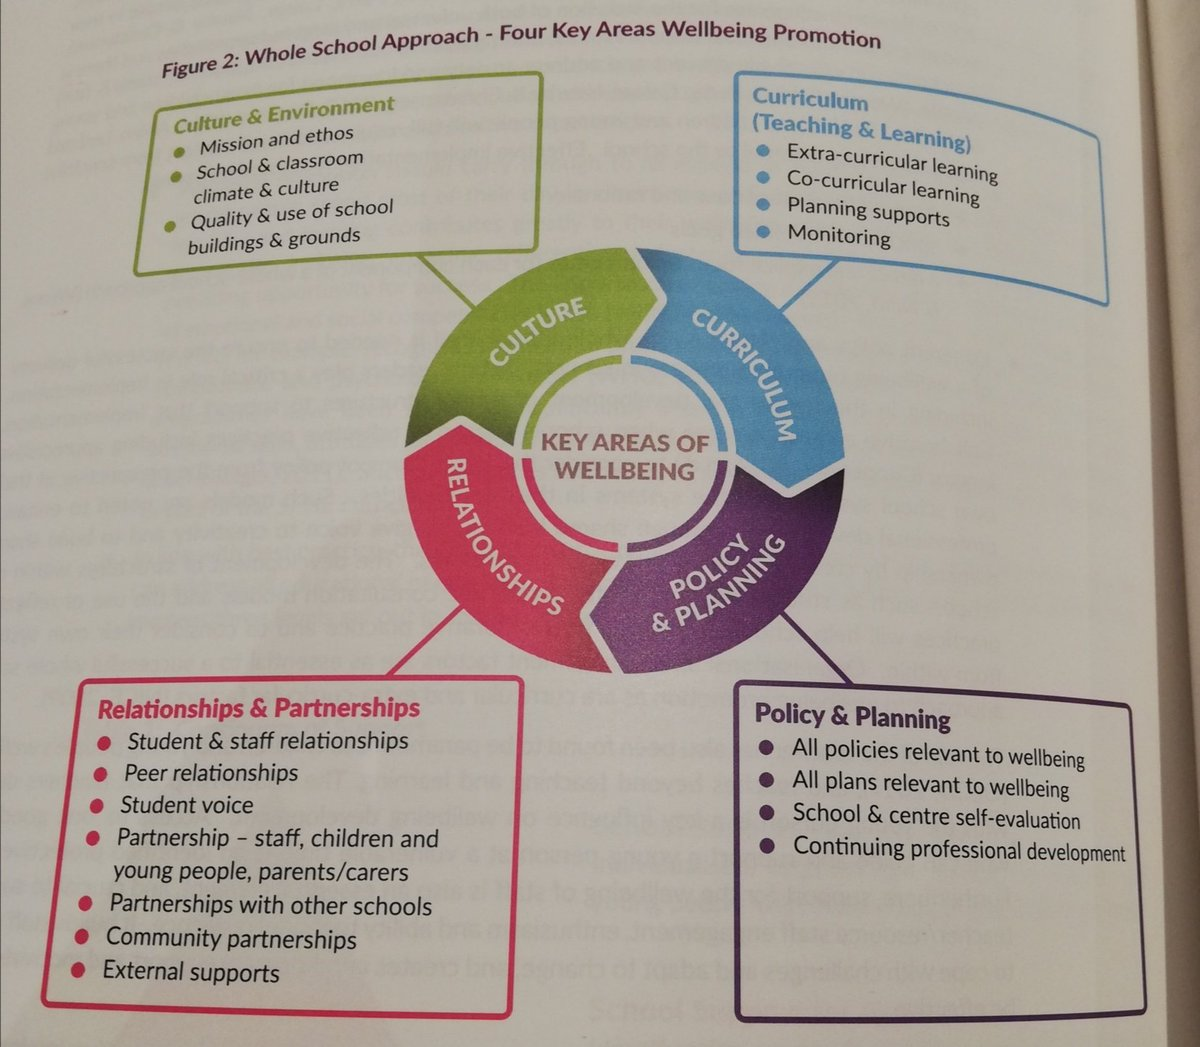 Figure 2: Whole School Approach - Four Key Areas Wellbeing Promotion
Culture & Environment
Mission and ethos
School & classroom
climate & culture
Quality & use of school
buildings & grounds
Curriculum
(Teaching & Learning)
Extra-curricular learning
Co-curricular learning
Planning supports
Monitoring
CULTURE
CURRICULUM
KEY AREAS OF
WELLBEING
RELATIONSHIPS
POLICY
& PLANNING
Relationships & Partnerships
Student & staff relationships
Peer relationships
Student voice
Partnership – staff, children and
young people, parents/carers
Partnerships with other schools
Community partnerships
External supports
Policy & Planning
All policies relevant to wellbeing
All plans relevant to wellbeing
School & centre self-evaluation
Continuing professional development